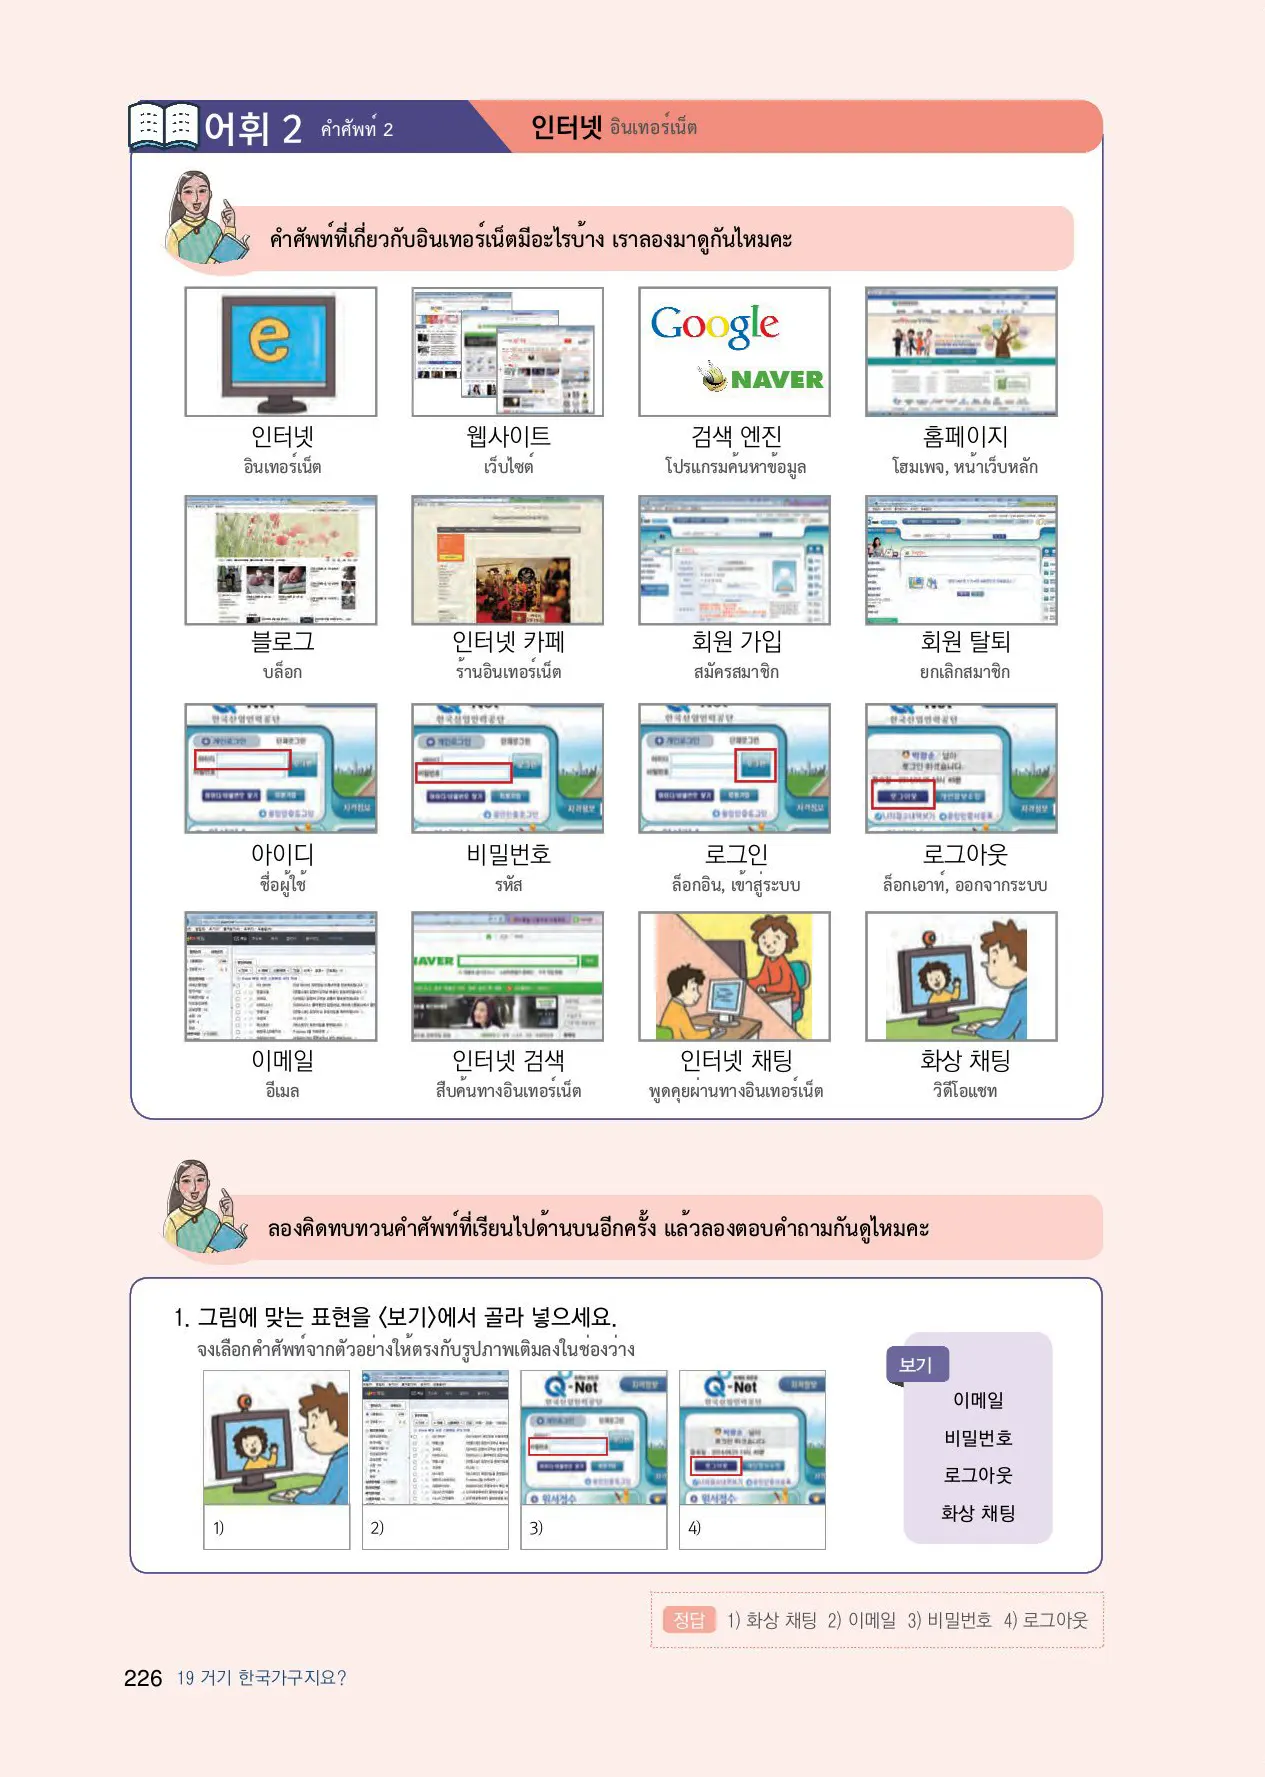 어휘 2 คำศัพท์ 2 인터넷 อินเทอร์เน็ต
คำศัพท์ที่เกี่ยวกับอินเทอร์เน็ตมีอะไรบ้าง เราลองมาดูกันไหมคะ
Google
NAVER
인터넷 웹사이트 검색 엔진 홈페이지
อินเทอร์เน็ต เว็บไซต์ โปรแกรมค้นหาข้อมูล โฮมเพจ, หน้าเว็บหลัก
블로그 인터넷 카페 회원 가입 회원 탈퇴
บล็อก ร้านอินเทอร์เน็ต สมัครสมาชิก ยกเลิกสมาชิก
아이디 비밀번호 로그인 로그아웃
ชื่อผู้ใช้ รหัส ล็อกอิน, เข้าสู่ระบบ ล็อกเอาท์, ออกจากระบบ
이메일 인터넷 검색 인터넷 채팅 화상 채팅
อีเมล สืบค้นทางอินเทอร์เน็ต พูดคุยผ่านทางอินเทอร์เน็ต วิดีโอแชท
ลองคิดทบทวนคำศัพท์ที่เรียนไปด้านบนอีกครั้ง แล้วลองตอบคำถามกันดูไหมคะ
1. 그림에 맞는 표현을 〈보기〉에서 골라 넣으세요.
จงเลือกคำศัพท์จากตัวอย่างให้ตรงกับรูปภาพเติมลงในช่องว่าง
보기
이메일
비밀번호
로그아웃
화상 채팅
Q-Net Q-Net
1) 2) 3) 4)
정답 1) 화상 채팅 2) 이메일 3) 비밀번호 4) 로그아웃
226 19 거기 한국가구지요?